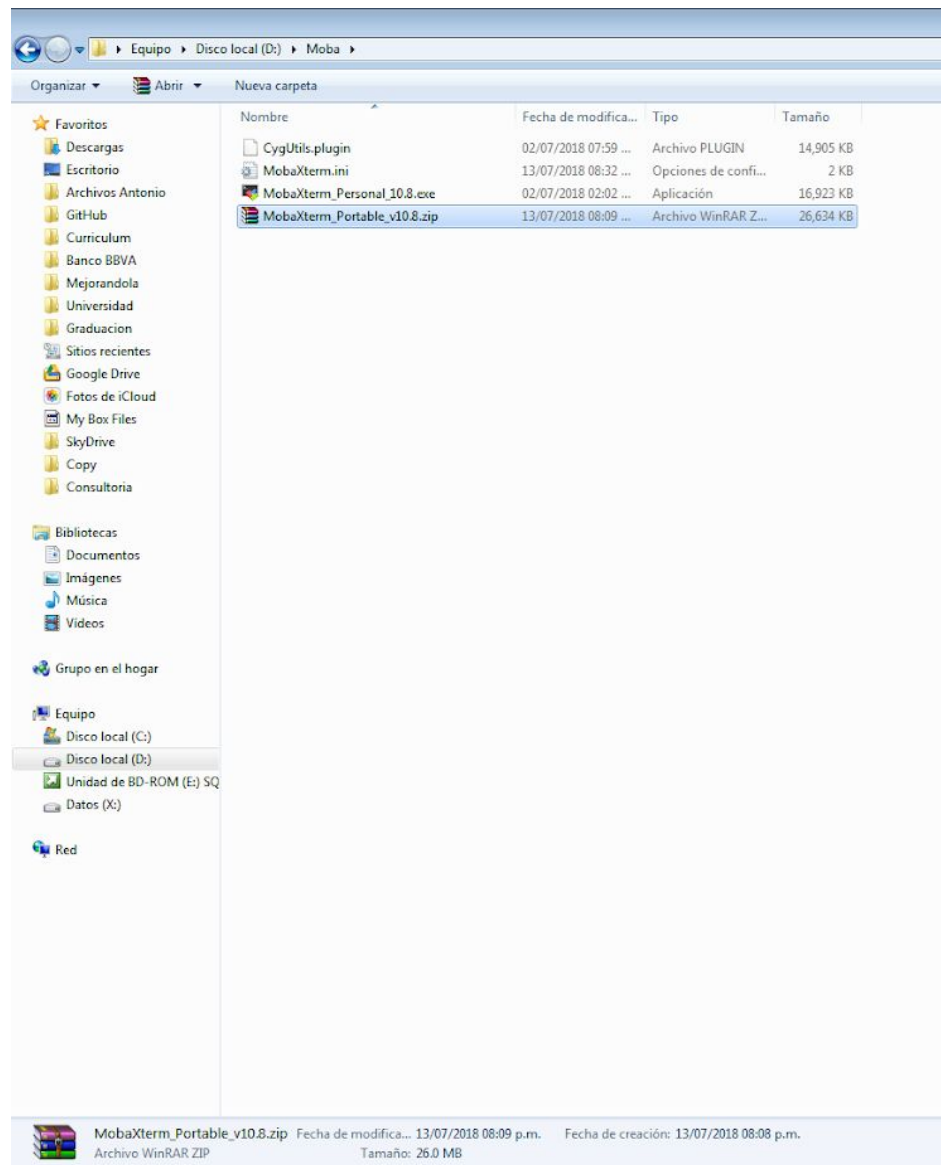 Equipo Disco local (D:) Moba
Organizar Abrir Nueva carpeta
Favoritos
Descargas
Escritorio
Archivos Antonio
GitHub
Curriculum
Banco BBVA
Mejorandola
Universidad
Graduacion
Sitios recientes
Google Drive
Fotos de iCloud
My Box Files
SkyDrive
Copy
Consultoria
Bibliotecas
Documentos
Imágenes
Música
Vídeos
Grupo en el hogar
Equipo
Disco local (C:)
Disco local (D:)
Unidad de BD-ROM (E:) SQ
Datos (X:)
Red
Nombre Fecha de modifica... Tipo Tamaño
CygUtils.plugin 02/07/2018 07:59 ... Archivo PLUGIN 14,905 KB
MobaXterm.ini 13/07/2018 08:32 ... Opciones de confi... 2 KB
MobaXterm_Personal_10.8.exe 02/07/2018 02:02 ... Aplicación 16,923 KB
MobaXterm_Portable_v10.8.zip 13/07/2018 08:09 ... Archivo WinRAR Z... 26,634 KB
MobaXterm_Portable_v10.8.zip Fecha de modifica... 13/07/2018 08:09 p.m. Fecha de creación: 13/07/2018 08:08 p.m.
Archivo WinRAR ZIP Tamaño: 26.0 MB